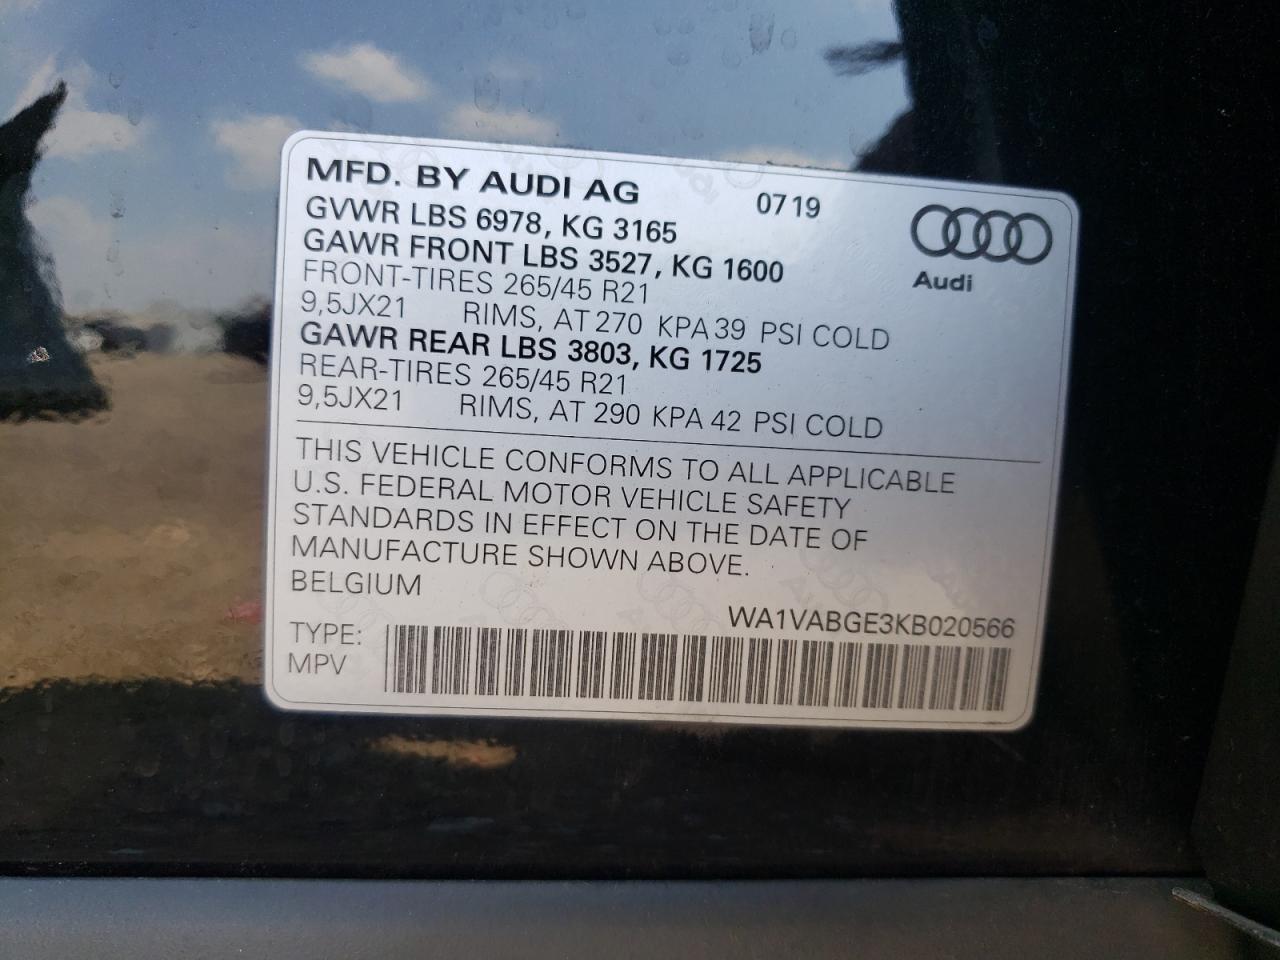 MFD. BY AUDI AG 0719
GVWR LBS 6978, KG 3165
GAWR FRONT LBS 3527, KG 1600
FRONT-TIRES 265/45 R21
9,5JX21 RIMS, AT 270 KPA 39 PSI COLD
GAWR REAR LBS 3803, KG 1725
REAR-TIRES 265/45 R21
9,5JX21 RIMS, AT 290 KPA 42 PSI COLD
Audi
THIS VEHICLE CONFORMS TO ALL APPLICABLE
U.S. FEDERAL MOTOR VEHICLE SAFETY
STANDARDS IN EFFECT ON THE DATE OF
MANUFACTURE SHOWN ABOVE.
BELGIUM
WA1VABGE3KB020566
TYPE:
MPV